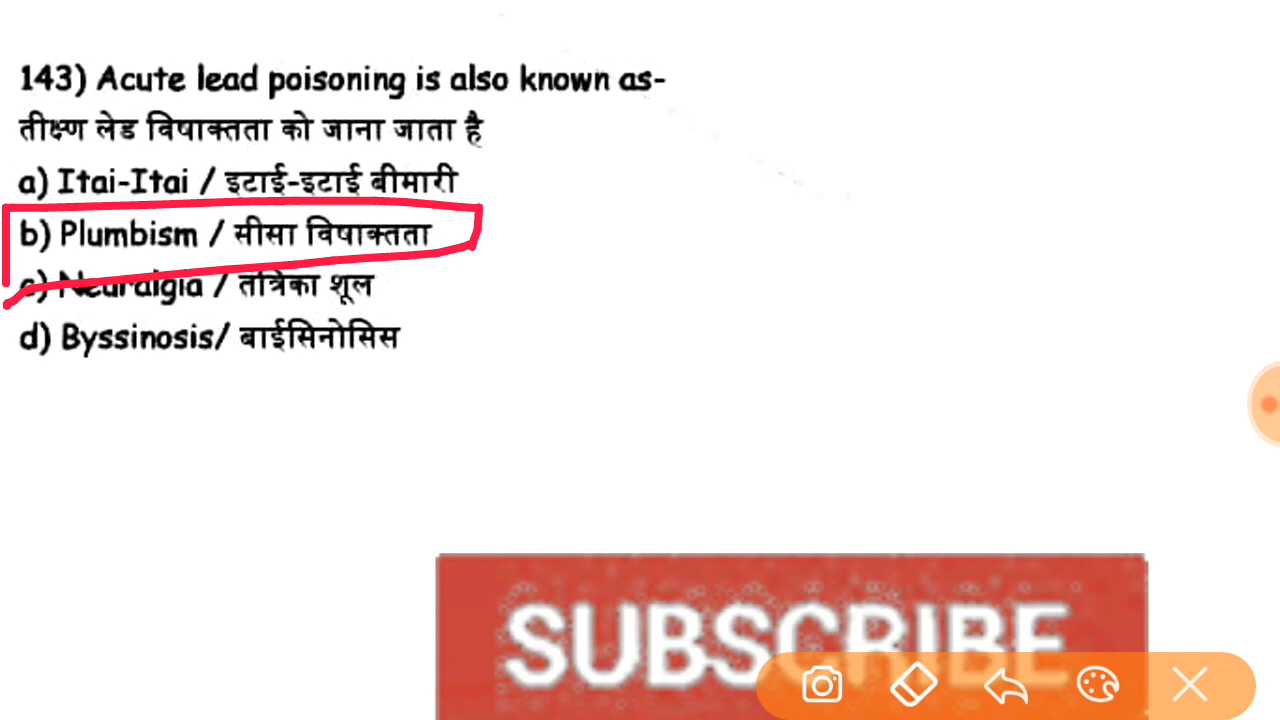 143) Acute lead poisoning is also known as-
तीक्ष्ण लेड विषाक्तता को जाना जाता है
a) Itai-Itai / इटाई-इटाई बीमारी
b) Plumbism / सीसा विषाक्तता
c) Neuralgia / तंत्रिका शूल
d) Byssinosis/ बाईसिनोसिस
SUBSCRIBE